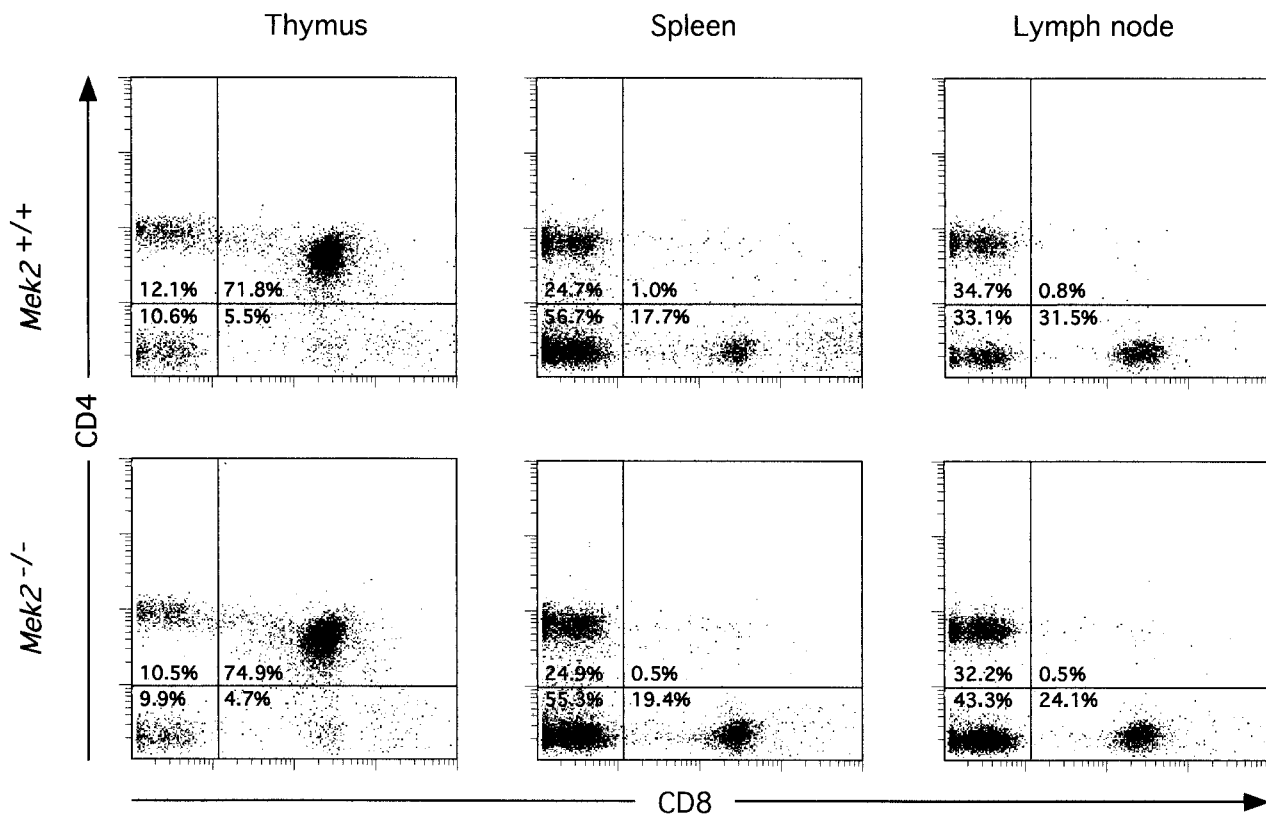 Thymus Spleen Lymph node
Mek2+/+
12.1% 71.8% 24.7% 1.0% 34.7% 0.8%
10.6% 5.5% 56.7% 17.7% 33.1% 31.5%
CD4
Mek2-/-
10.5% 74.9% 24.9% 0.5% 32.2% 0.5%
9.9% 4.7% 55.3% 19.4% 43.3% 24.1%
CD8